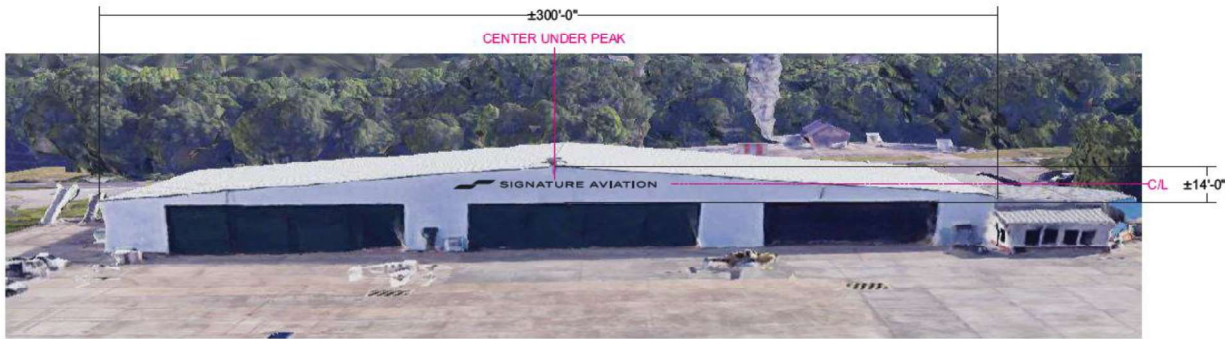 ±300'-0"
CENTER UNDER PEAK
SIGNATURE AVIATION
C/L
±14'-0"